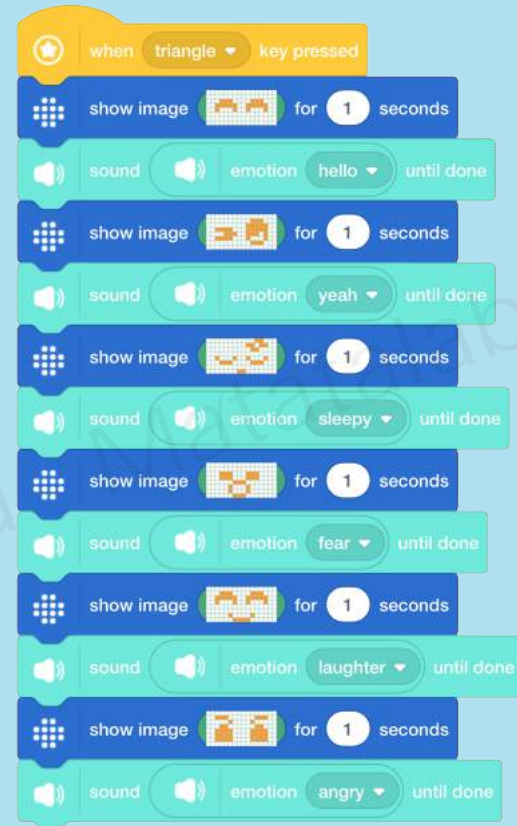 when triangle key pressed
show image for 1 seconds
sound emotion hello until done
show image for 1 seconds
sound emotion yeah until done
show image for 1 seconds
sound emotion sleepy until done
show image for 1 seconds
sound emotion fear until done
show image for 1 seconds
sound emotion laughter until done
show image for 1 seconds
sound emotion angry until done
Matatalab